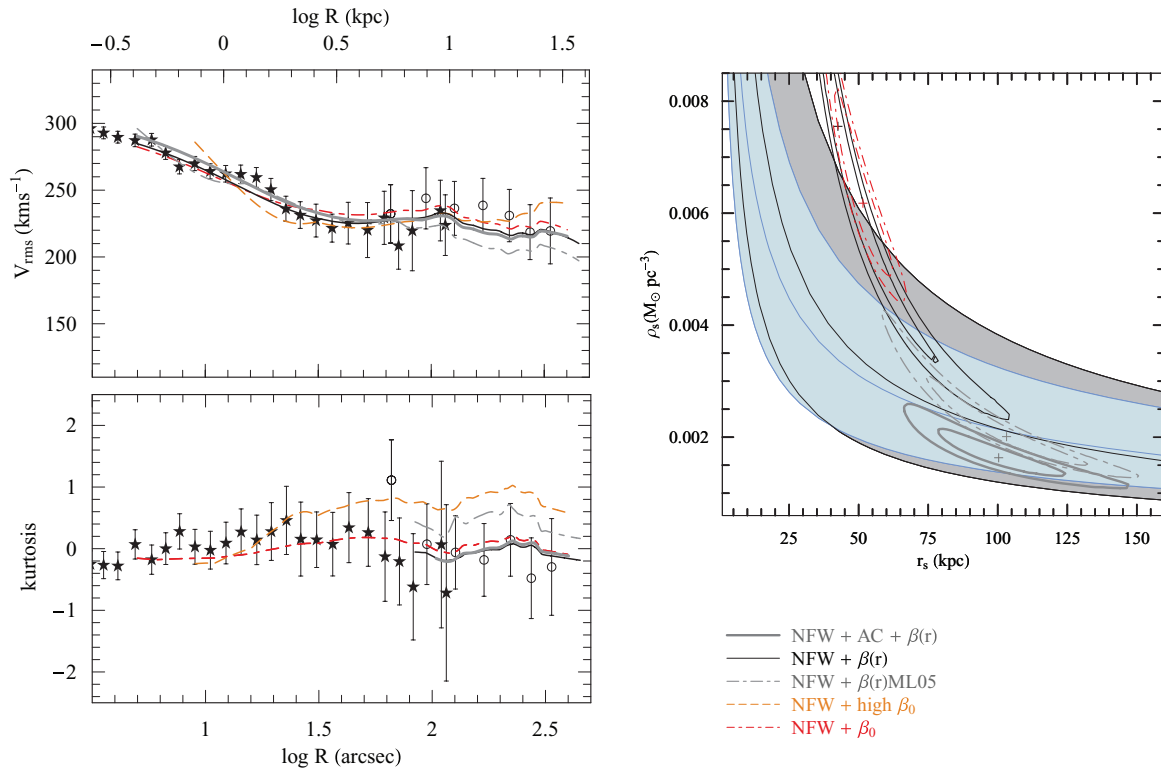 log R (kpc)
−0.5 0 0.5 1 1.5
300
250
200
150
V_rms (kms⁻¹)
2
1
0
−1
−2
kurtosis
1 1.5 2 2.5
log R (arcsec)
0.008
0.006
0.004
0.002
ρ_s(M_⊙ pc⁻³)
25 50 75 100 125 150
r_s (kpc)
NFW + AC + β(r)
NFW + β(r)
NFW + β(r)ML05
NFW + high β₀
NFW + β₀